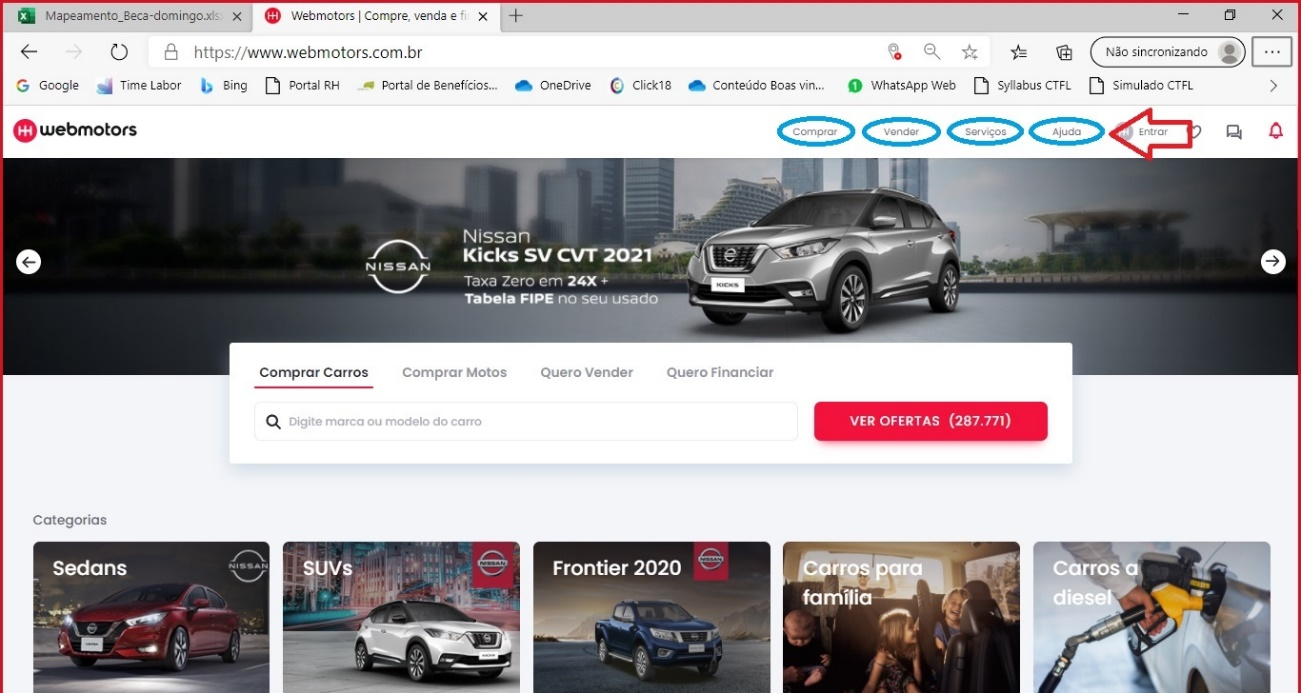 Mapeamento_Beca-domingo.xls
Webmotors | Compre, venda e fi
https://www.webmotors.com.br
Não sincronizando
Google
Time Labor
Bing
Portal RH
Portal de Benefícios...
OneDrive
Click18
Conteúdo Boas vin...
WhatsApp Web
Syllabus CTFL
Simulado CTFL
webmotors
Comprar
Vender
Serviços
Ajuda
Entrar
NISSAN
Nissan
Kicks SV CVT 2021
Taxa Zero em 24X +
Tabela FIPE no seu usado
KICKS
Comprar Carros
Comprar Motos
Quero Vender
Quero Financiar
Digite marca ou modelo do carro
VER OFERTAS (287.771)
Categorias
Sedans
NISSAN
SUVs
NISSAN
Frontier 2020
NISSAN
Carros para
família
Carros a
diesel